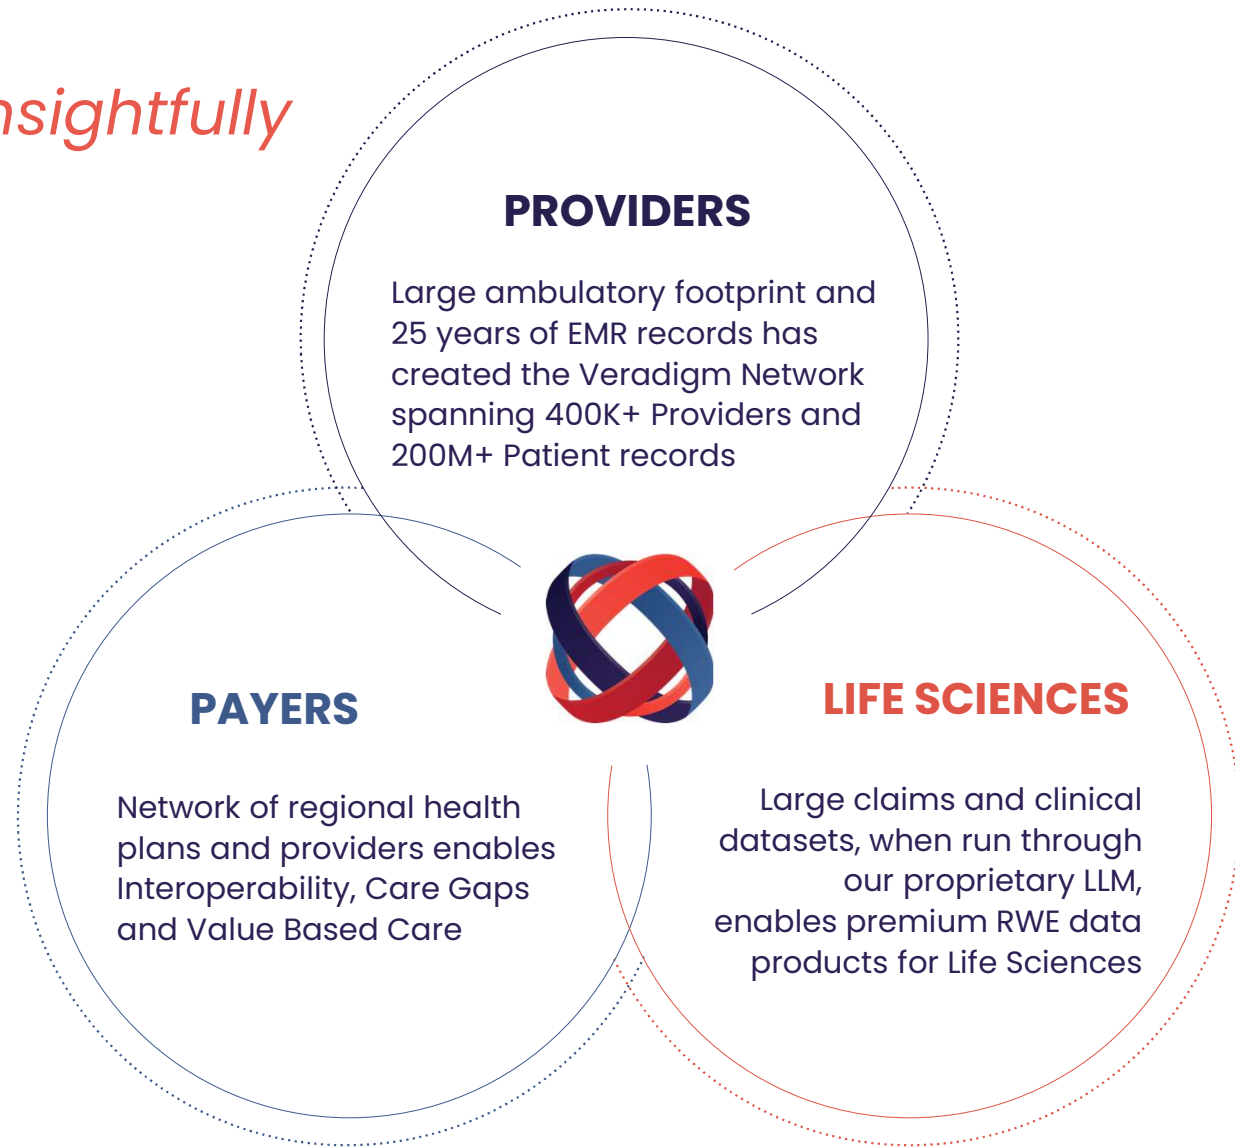 nsightfully
PROVIDERS
Large ambulatory footprint and
25 years of EMR records has
created the Veradigm Network
spanning 400K+ Providers and
200M+ Patient records
PAYERS
Network of regional health
plans and providers enables
Interoperability, Care Gaps
and Value Based Care
LIFE SCIENCES
Large claims and clinical
datasets, when run through
our proprietary LLM,
enables premium RWE data
products for Life Sciences